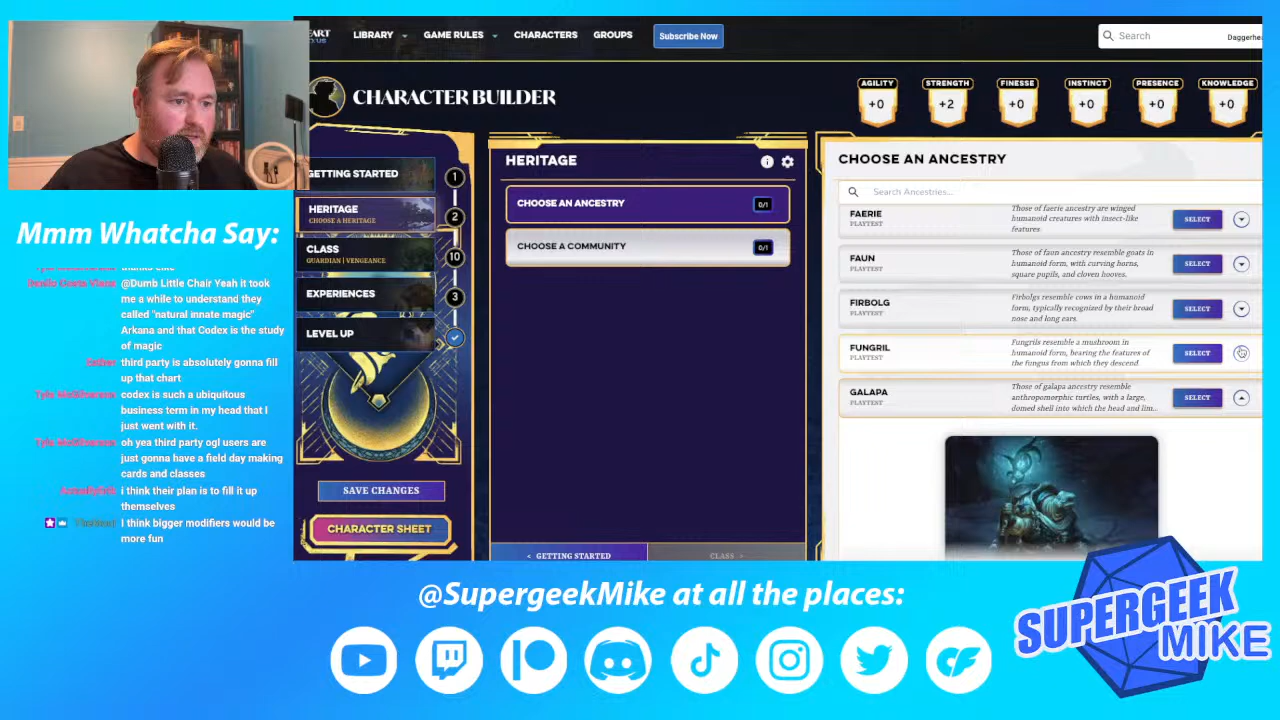 LIBRARY
GAME RULES
CHARACTERS
GROUPS
Subscribe Now
Search
CHARACTER BUILDER
AGILITY
+0
STRENGTH
+2
FINESSE
+0
INSTINCT
+0
PRESENCE
+0
KNOWLEDGE
+0
GETTING STARTED
1
HERITAGE
CHOOSE A HERITAGE
2
CLASS
GUARDIAN | VENGEANCE
10
EXPERIENCES
3
LEVEL UP
SAVE CHANGES
CHARACTER SHEET
HERITAGE
CHOOSE AN ANCESTRY
0/1
CHOOSE A COMMUNITY
0/1
< GETTING STARTED
CLASS >
CHOOSE AN ANCESTRY
Search Ancestries...
FAERIE
PLAYTEST
Those of faerie ancestry are winged
humanoid creatures with insect-like
features.
SELECT
FAUN
PLAYTEST
Those of faun ancestry resemble goats in
humanoid form, with curving horns,
square pupils, and cloven hooves.
SELECT
FIRBOLG
PLAYTEST
Firbolgs resemble cows in a humanoid
form, typically recognized by their broad
nose and long ears.
SELECT
FUNGRIL
PLAYTEST
Fungrils resemble a mushroom in
humanoid form, bearing the features of
the fungus from which they descend.
SELECT
GALAPA
PLAYTEST
Those of galapa ancestry resemble
anthropomorphic turtles, with a large,
domed shell into which the head and lim...
SELECT
Mmm Whatcha Say:
@Dumb Little Chair Yeah it took
me a while to understand they
called "natural innate magic"
Arkana and that Codex is the study
of magic
third party is absolutely gonna fill
up that chart
codex is such a ubiquitous
business term in my head that I
just went with it.
oh yea third party ogl users are
just gonna have a field day making
cards and classes
i think their plan is to fill it up
themselves
I think bigger modifiers would be
more fun
@SupergeekMike at all the places:
SUPERGEEK
MIKE